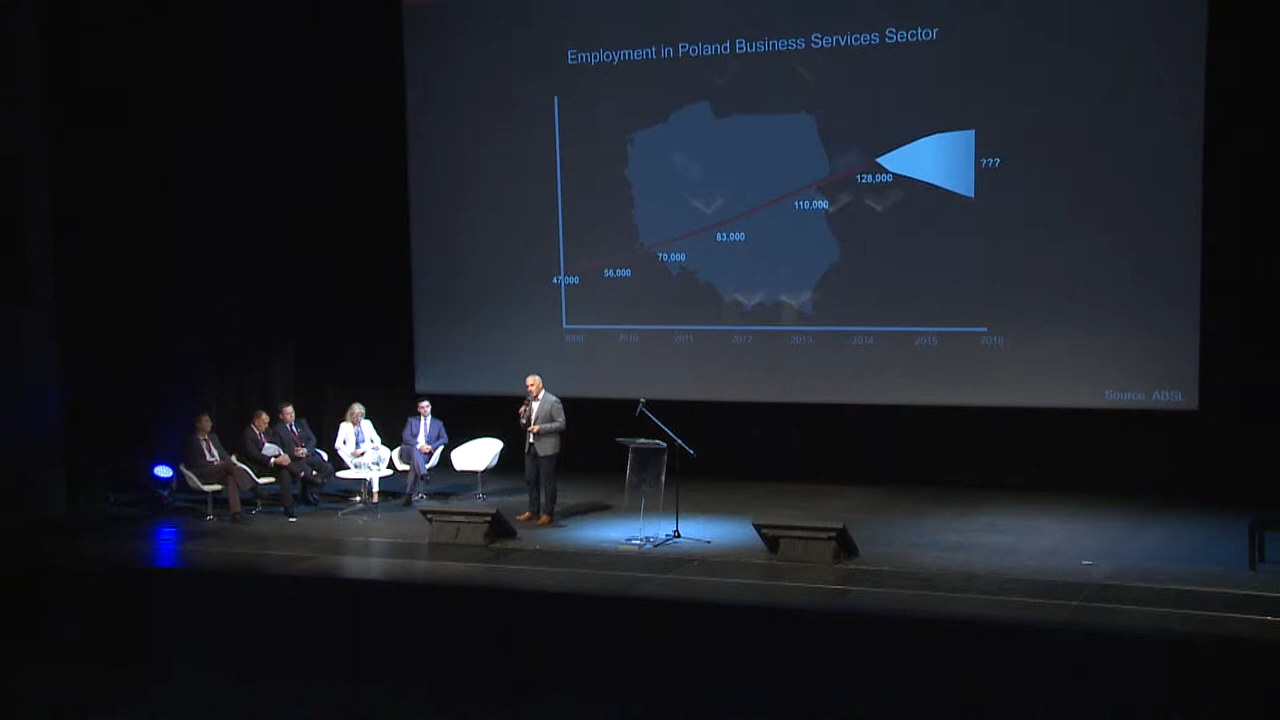 Employment in Poland Business Services Sector
???
128,000
110,000
83,000
70,000
56,000
47,000
2010 2011 2012 2013 2014 2015 2016
Source: ABSL